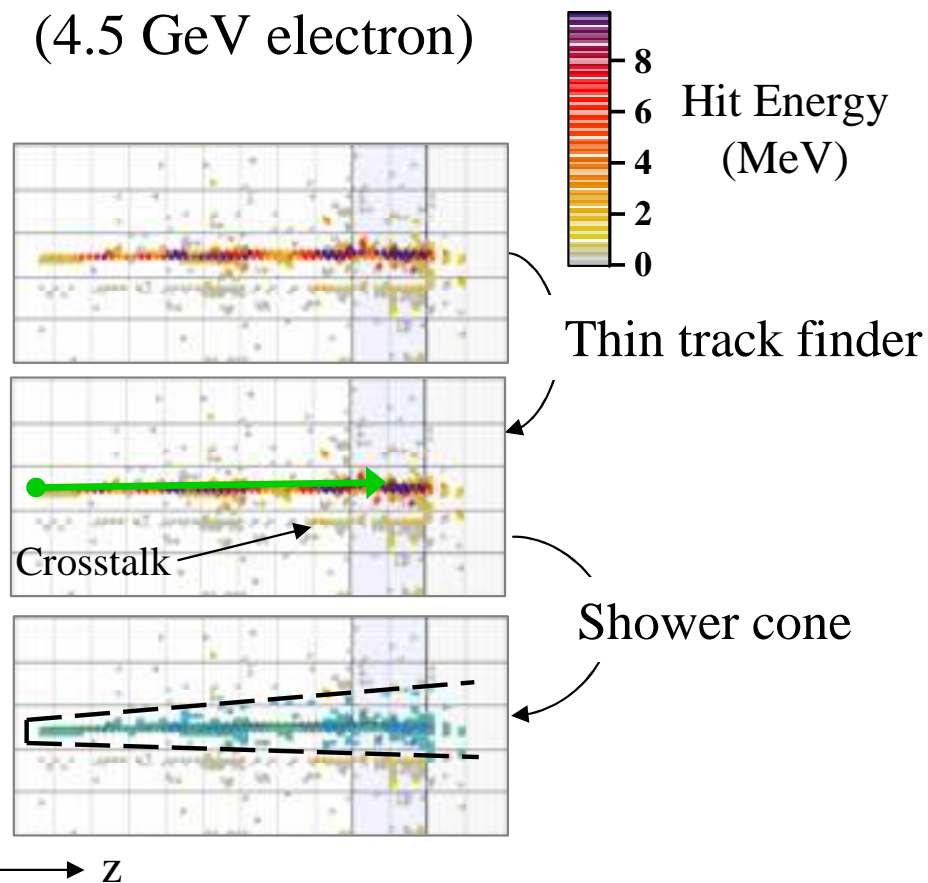 (4.5 GeV electron)
8
6
4
2
0
Hit Energy
(MeV)
Thin track finder
Crosstalk
Shower cone
z